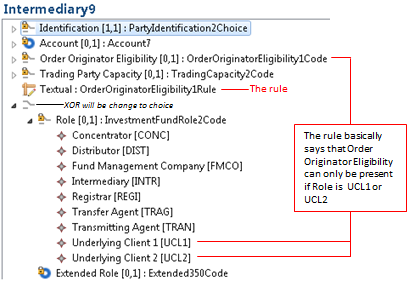 Intermediary9
Identification [1,1] : PartyIdentification2Choice
Account [0,1] : Account7
Order Originator Eligibility [0,1] : OrderOriginatorEligibility1Code
Trading Party Capacity [0,1] : TradingCapacity2Code
Textual : OrderOriginatorEligibility1Rule
The rule
XOR will be change to choice
Role [0,1] : InvestmentFundRole2Code
Concentrator [CONC]
Distributor [DIST]
Fund Management Company [FMCO]
Intermediary [INTR]
Registrar [REGI]
Transfer Agent [TRAG]
Transmitting Agent [TRAN]
Underlying Client 1 [UCL1]
Underlying Client 2 [UCL2]
Extended Role [0,1] : Extended350Code
The rule basically
says that Order
Originator Eligibility
can only be present
if Role is UCL1 or
UCL2